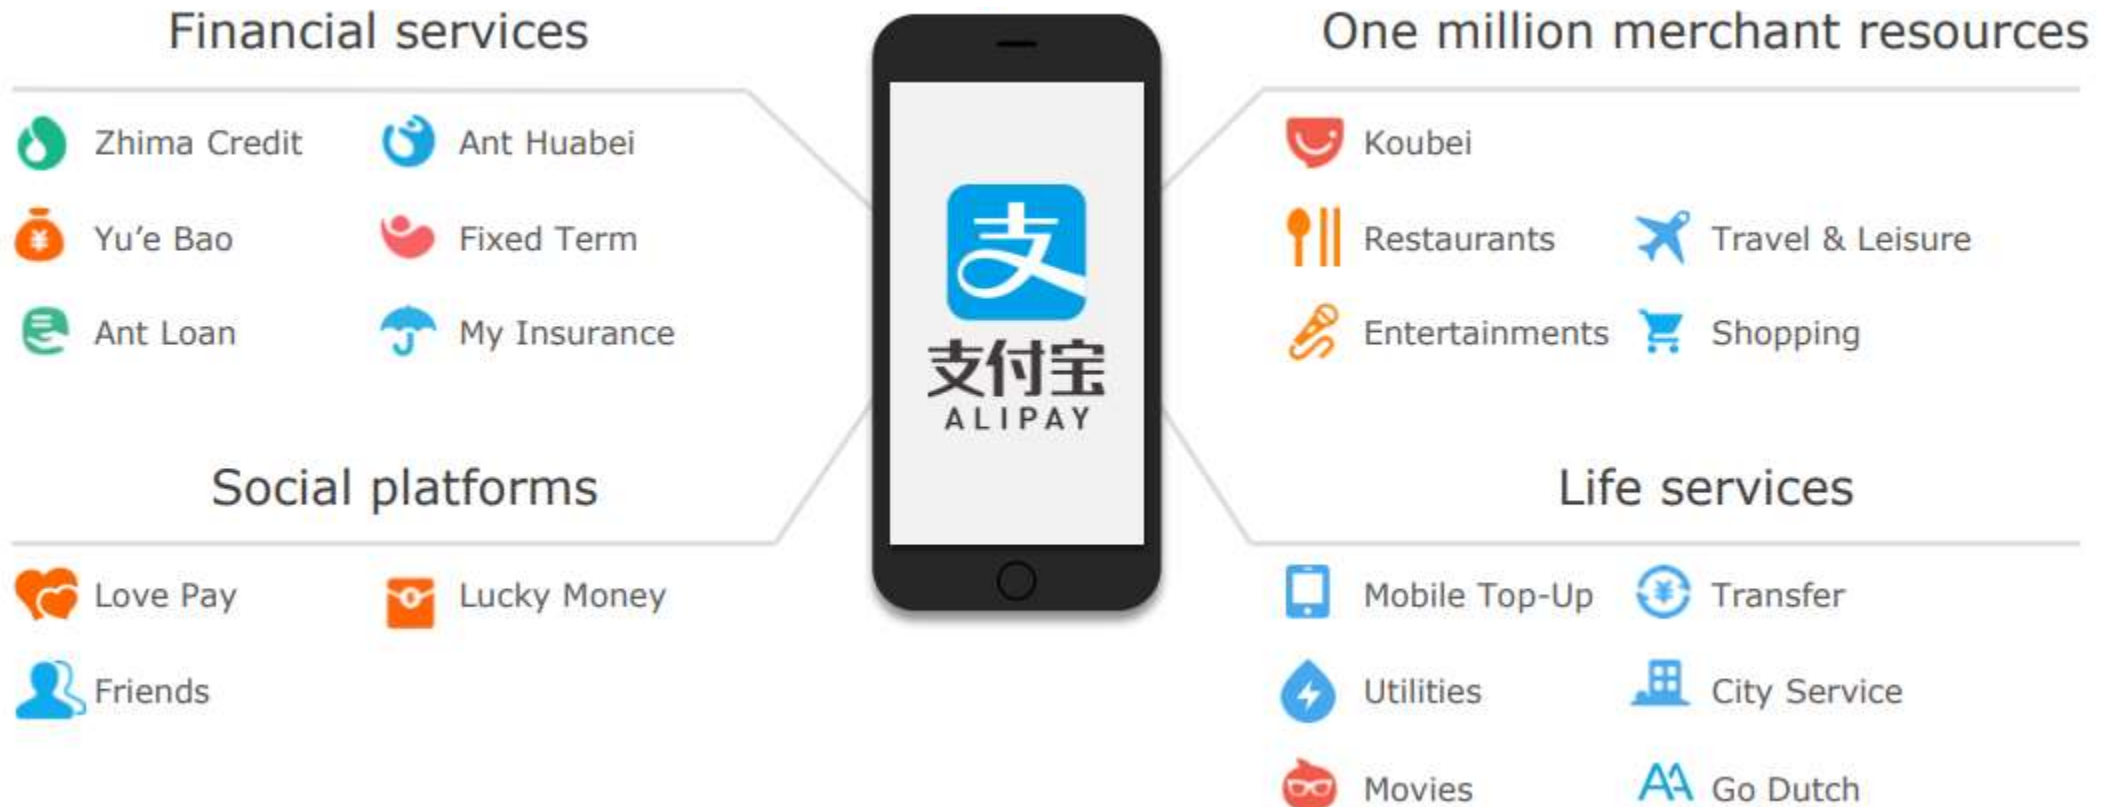 Financial services
Zhima Credit
Ant Huabei
Yu'e Bao
Fixed Term
Ant Loan
My Insurance
Social platforms
Love Pay
Lucky Money
Friends
支
支付宝
ALIPAY
One million merchant resources
Koubei
Restaurants
Travel & Leisure
Entertainments
Shopping
Life services
Mobile Top-Up
Transfer
Utilities
City Service
Movies
AA Go Dutch